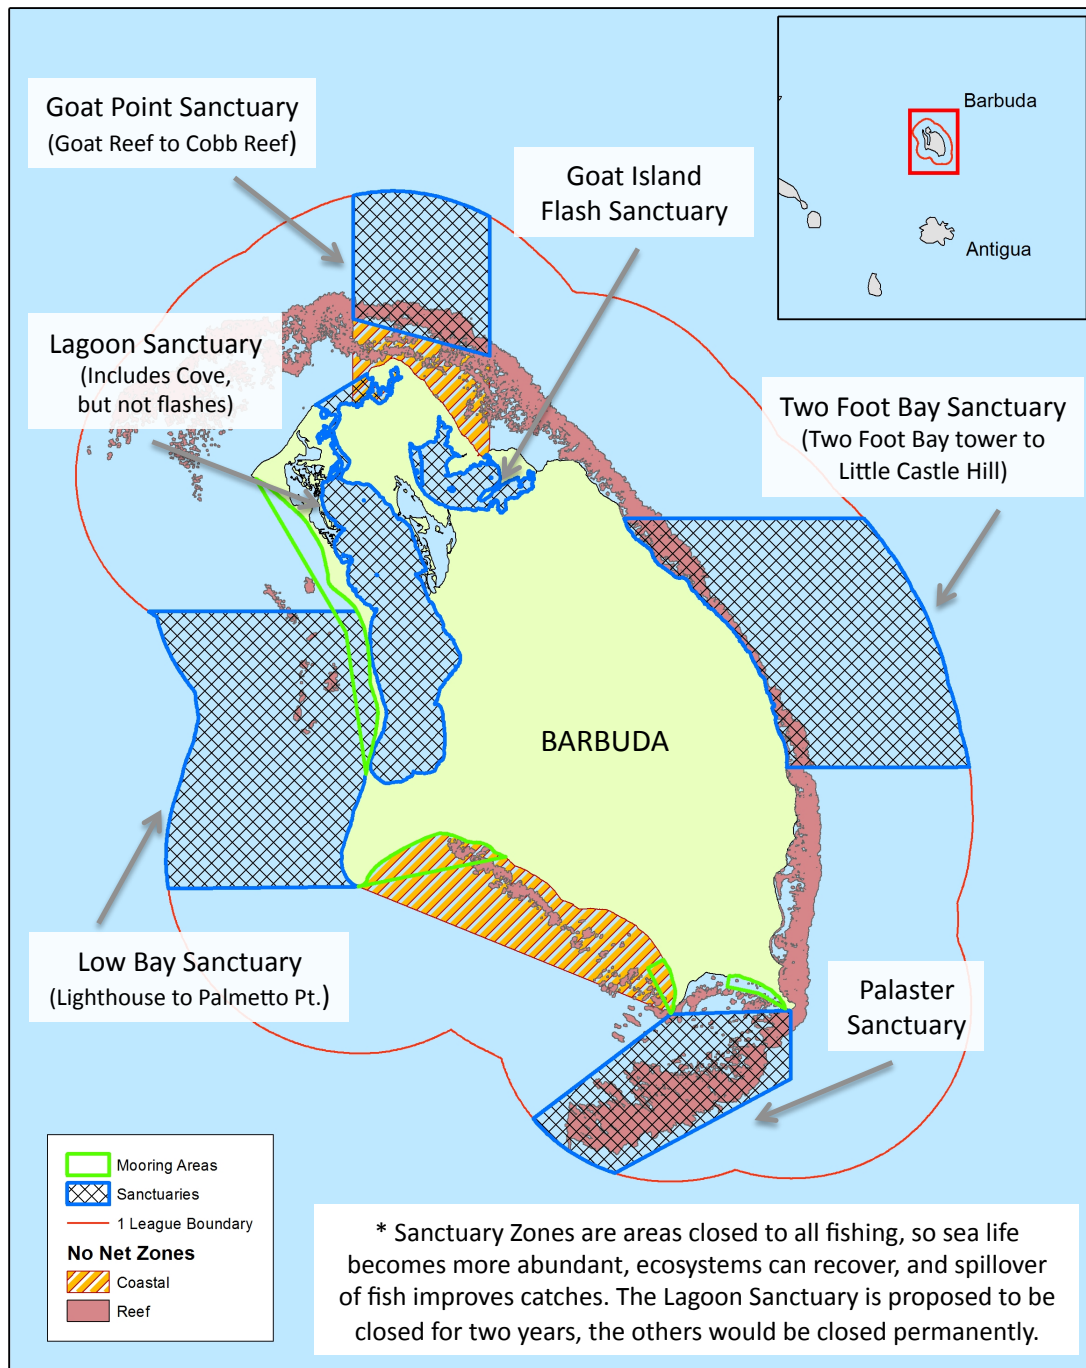 Goat Point Sanctuary
(Goat Reef to Cobb Reef)
Goat Island
Flash Sanctuary
Barbuda
Antigua
Lagoon Sanctuary
(Includes Cove,
but not flashes)
Two Foot Bay Sanctuary
(Two Foot Bay tower to
Little Castle Hill)
BARBUDA
Low Bay Sanctuary
(Lighthouse to Palmetto Pt.)
Palaster
Sanctuary
Mooring Areas
Sanctuaries
1 League Boundary
No Net Zones
Coastal
Reef
* Sanctuary Zones are areas closed to all fishing, so sea life
becomes more abundant, ecosystems can recover, and spillover
of fish improves catches. The Lagoon Sanctuary is proposed to be
closed for two years, the others would be closed permanently.